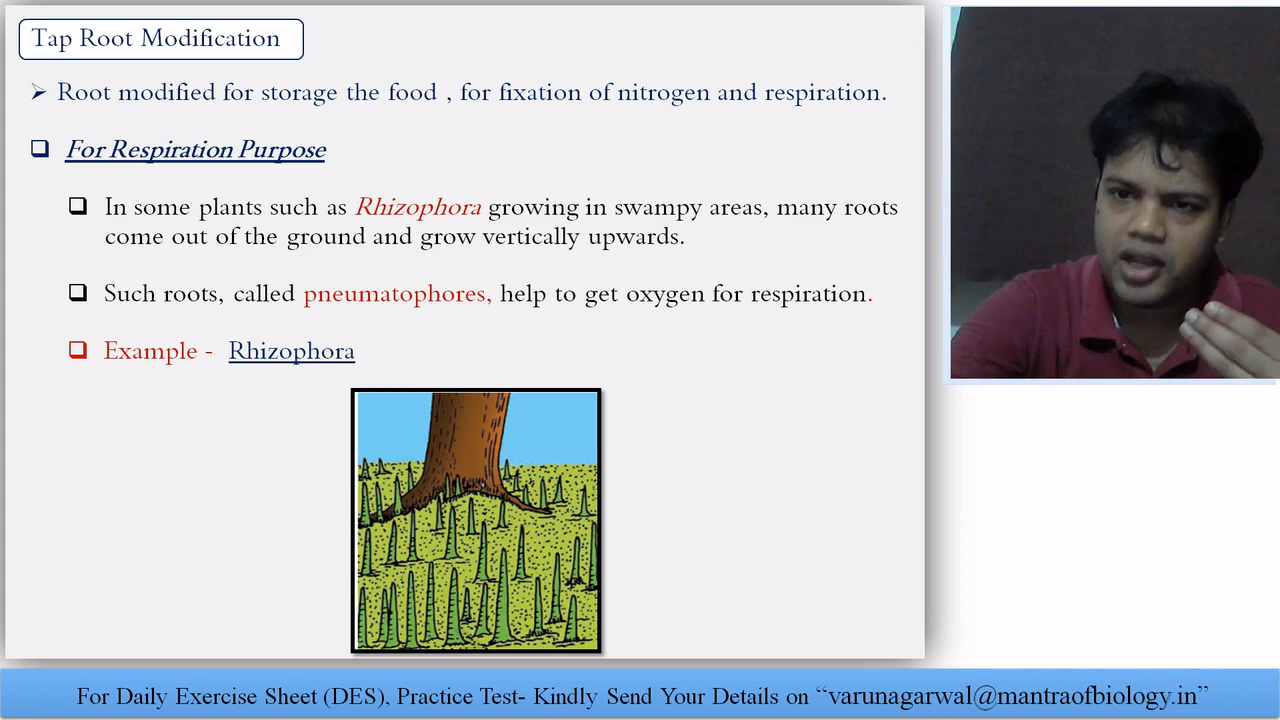 Tap Root Modification
Root modified for storage the food , for fixation of nitrogen and respiration.
For Respiration Purpose
In some plants such as Rhizophora growing in swampy areas, many roots
come out of the ground and grow vertically upwards.
Such roots, called pneumatophores, help to get oxygen for respiration.
Example - Rhizophora
For Daily Exercise Sheet (DES), Practice Test- Kindly Send Your Details on “varunagarwal@mantraofbiology.in”